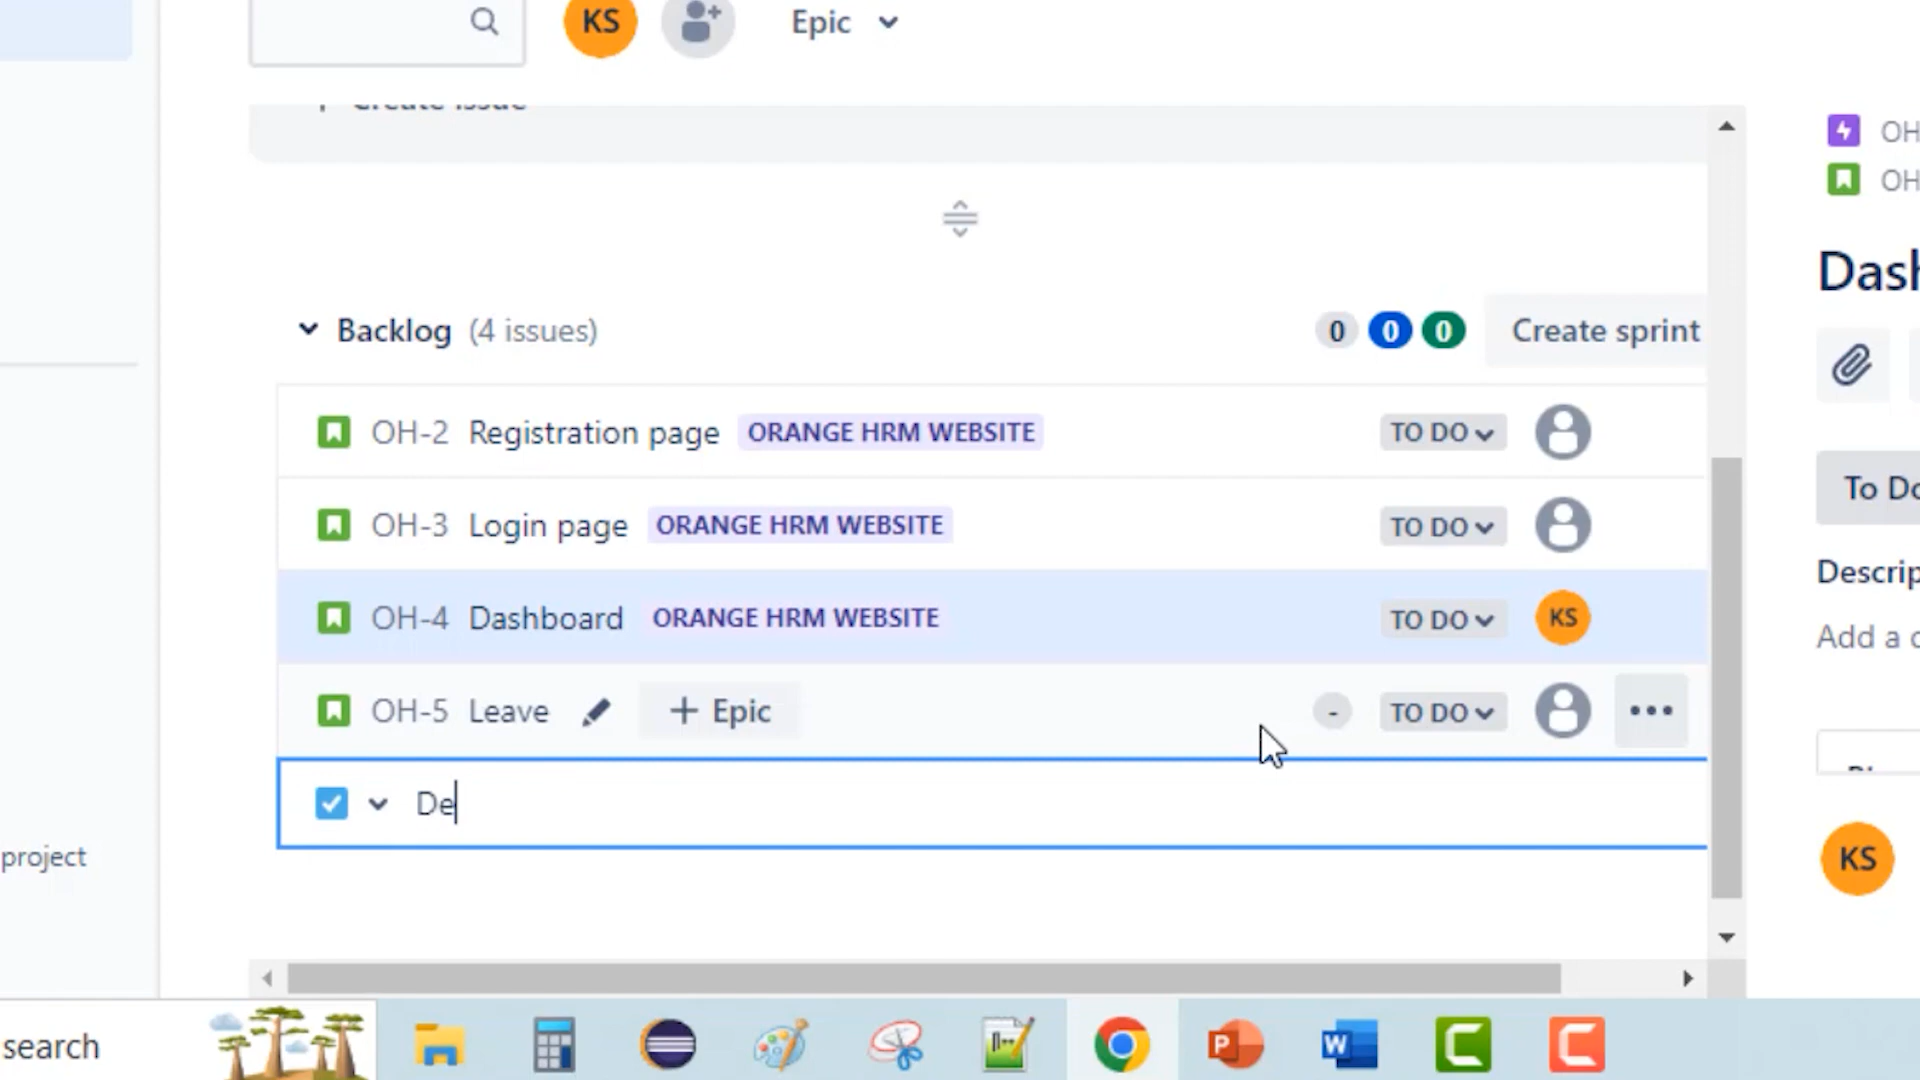 KS
Epic
Create issue
Backlog (4 issues)
0 0 0
Create sprint
OH-2 Registration page ORANGE HRM WEBSITE TO DO
OH-3 Login page ORANGE HRM WEBSITE TO DO
OH-4 Dashboard ORANGE HRM WEBSITE TO DO KS
OH-5 Leave + Epic - TO DO
De
OH
OH
Dash
To Do
Descrip
Add a
KS
project
search